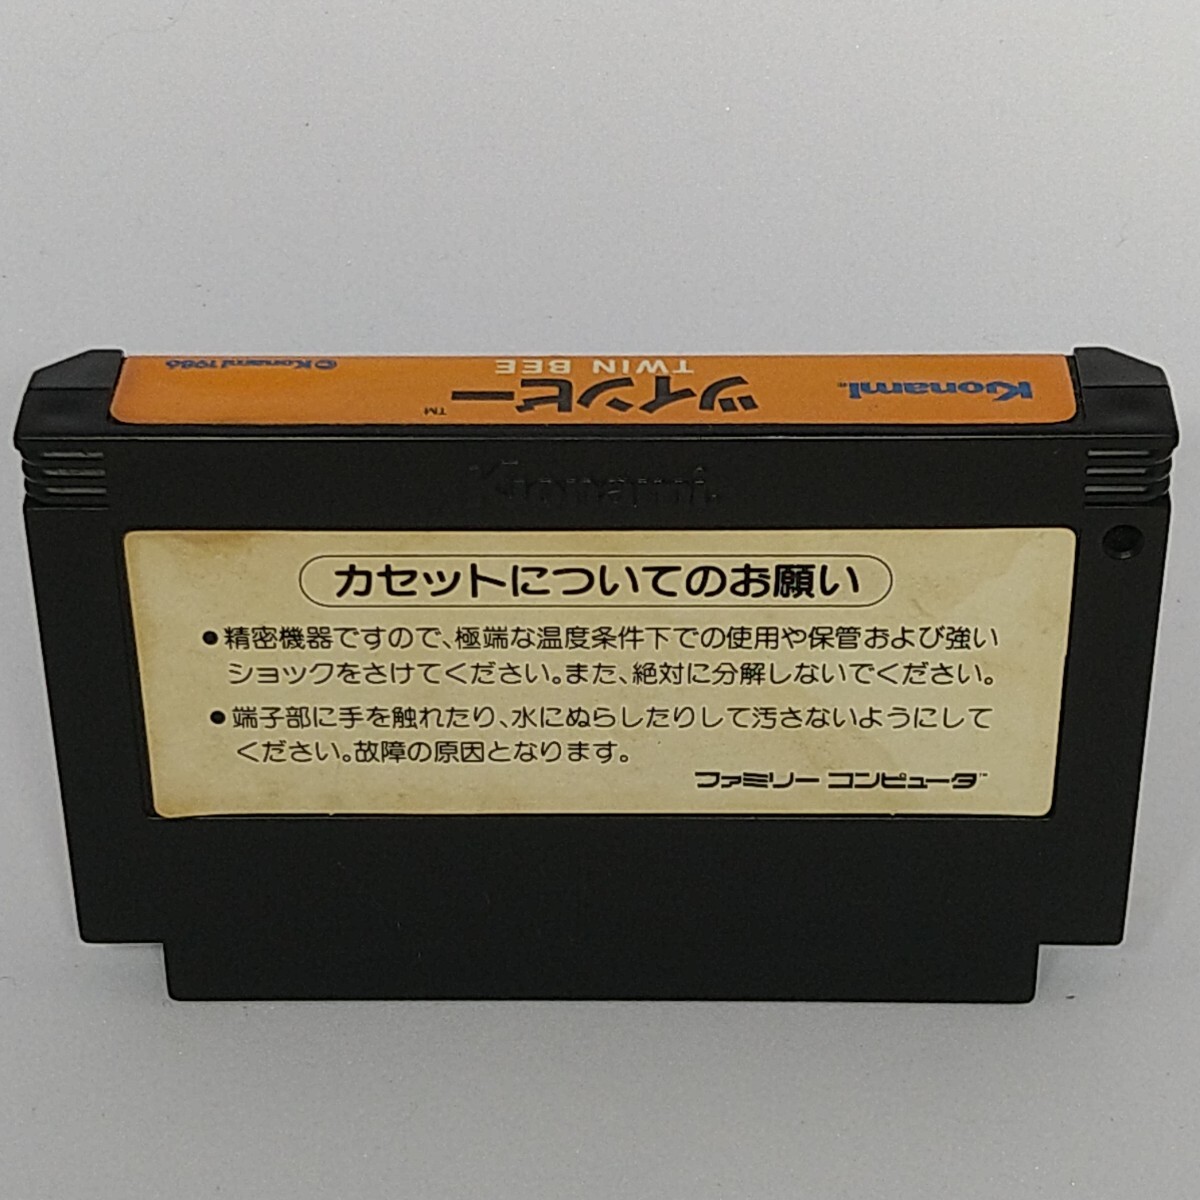 Konami®
ツインビー™
TWIN BEE
©Konami 1986
Konami
カセットについてのお願い
●精密機器ですので、極端な温度条件下での使用や保管および強い
ショックをさけてください。また、絶対に分解しないでください。
●端子部に手を触れたり、水にぬらしたりして汚さないようにして
ください。故障の原因となります。
ファミリー コンピュータ™